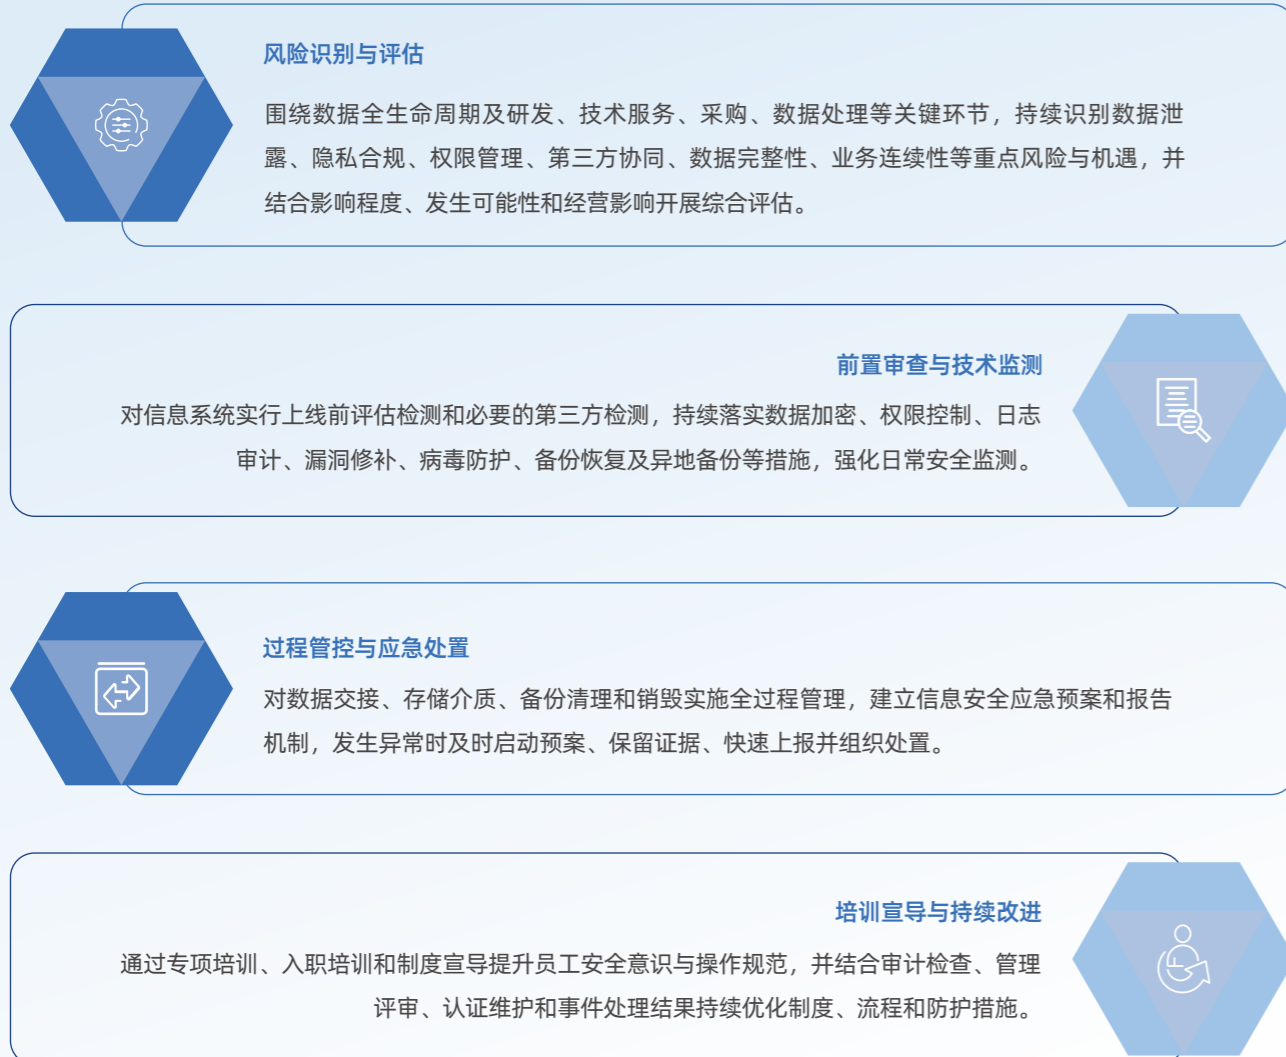 风险识别与评估
围绕数据全生命周期及研发、技术服务、采购、数据处理等关键环节，持续识别数据泄
露、隐私合规、权限管理、第三方协同、数据完整性、业务连续性等重点风险与机遇，并
结合影响程度、发生可能性和经营影响开展综合评估。
前置审查与技术监测
对信息系统实行上线前评估检测和必要的第三方检测，持续落实数据加密、权限控制、日志
审计、漏洞修补、病毒防护、备份恢复及异地备份等措施，强化日常安全监测。
过程管控与应急处置
对数据交接、存储介质、备份清理和销毁实施全过程管理，建立信息安全应急预案和报告
机制，发生异常时及时启动预案、保留证据、快速上报并组织处置。
培训宣导与持续改进
通过专项培训、入职培训和制度宣导提升员工安全意识与操作规范，并结合审计检查、管理
评审、认证维护和事件处理结果持续优化制度、流程和防护措施。